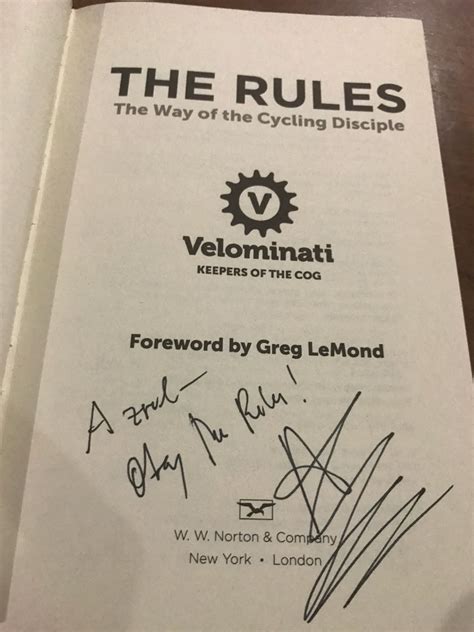 THE RULES
The Way of the Cycling Disciple
V
Velominati
KEEPERS OF THE COG
Foreword by Greg LeMond
Azrul—
Obey the Rules!
W. W. Norton & Company
New York • London